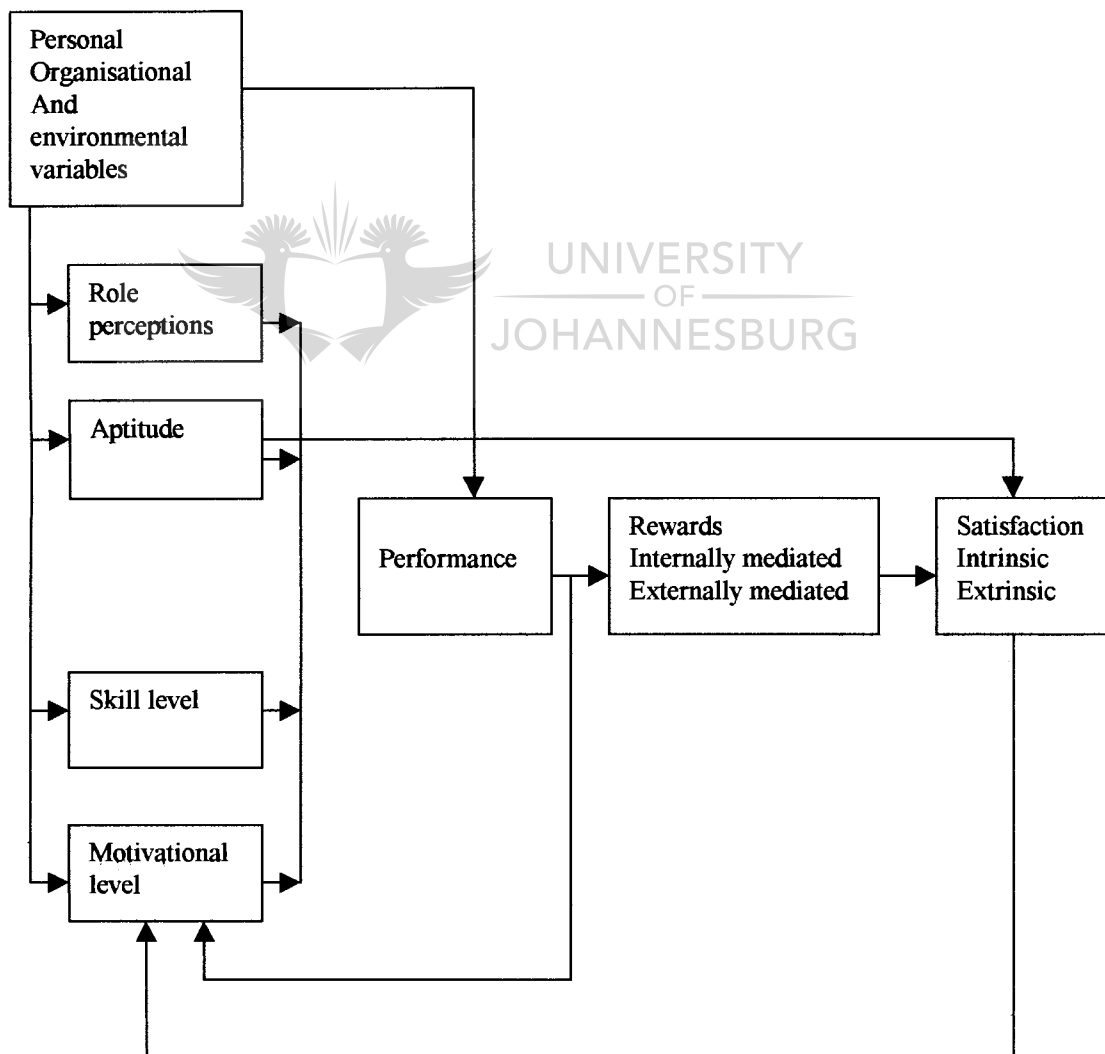 Personal
Organisational
And
environmental
variables
UNIVERSITY
OF
JOHANNESBURG
Role
perceptions
Aptitude
Performance
Rewards
Internally mediated
Externally mediated
Satisfaction
Intrinsic
Extrinsic
Skill level
Motivational
level